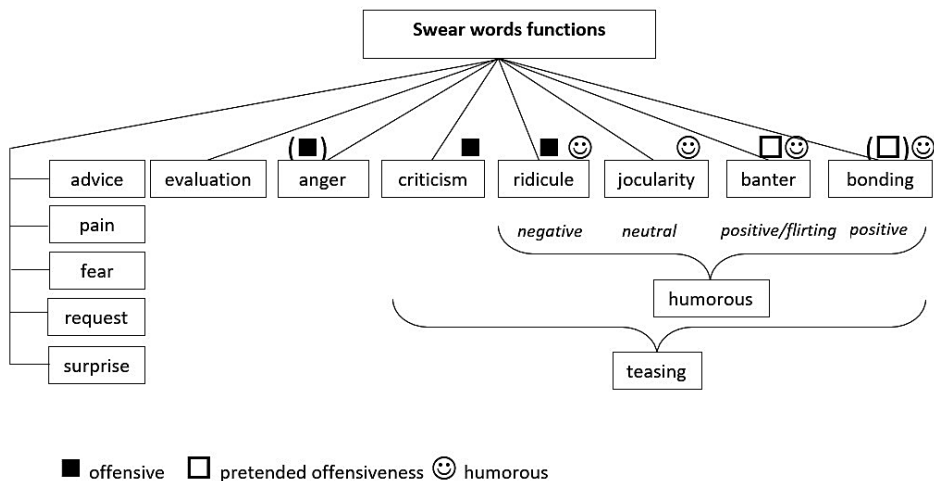 Swear words functions
( )
( )
advice evaluation anger criticism ridicule jocularity banter bonding
pain
negative neutral positive/flirting positive
fear
humorous
request
surprise
teasing
offensive pretended offensiveness humorous